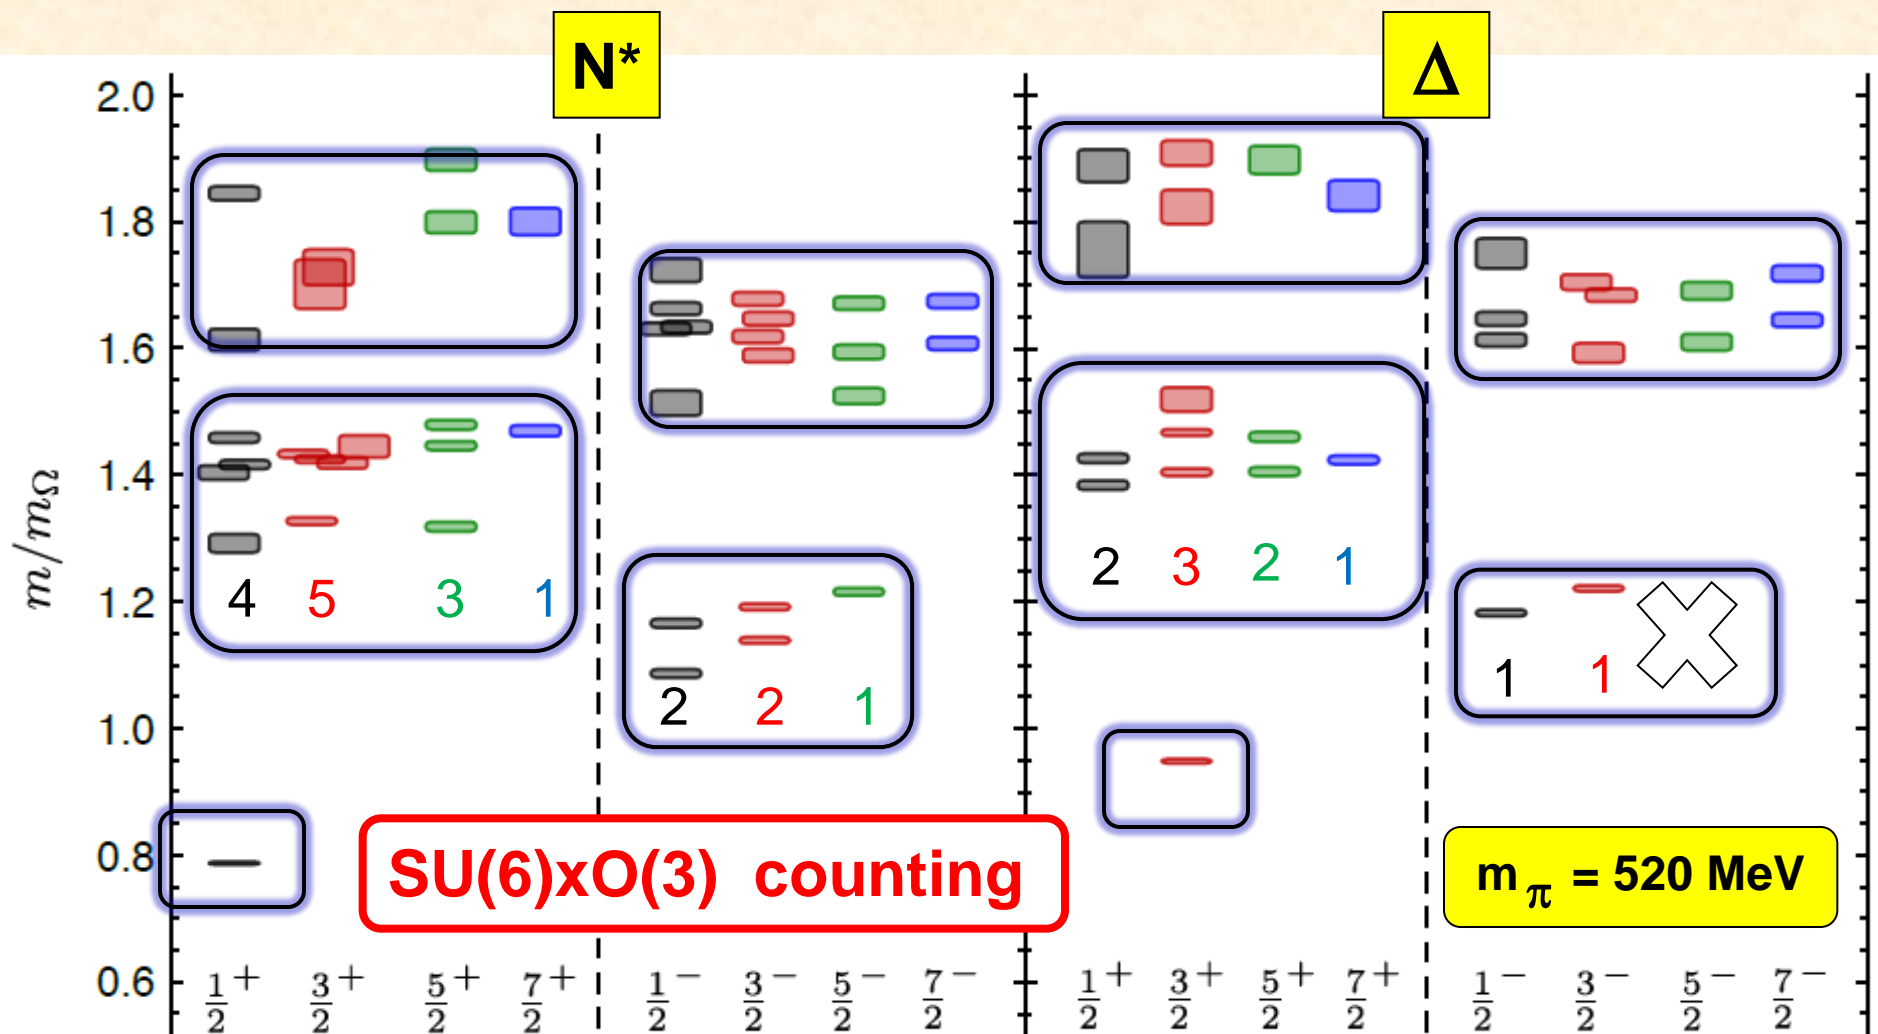 N*
Δ
2.0
1.8
1.6
1.4
1.2
1.0
0.8
0.6
m/mΩ
4 5 3 1
2 2 1
2 3 2 1
1 1
SU(6)xO(3) counting
mπ = 520 MeV
1/2+ 3/2+ 5/2+ 7/2+ 1/2− 3/2− 5/2− 7/2− 1/2+ 3/2+ 5/2+ 7/2+ 1/2− 3/2− 5/2− 7/2−